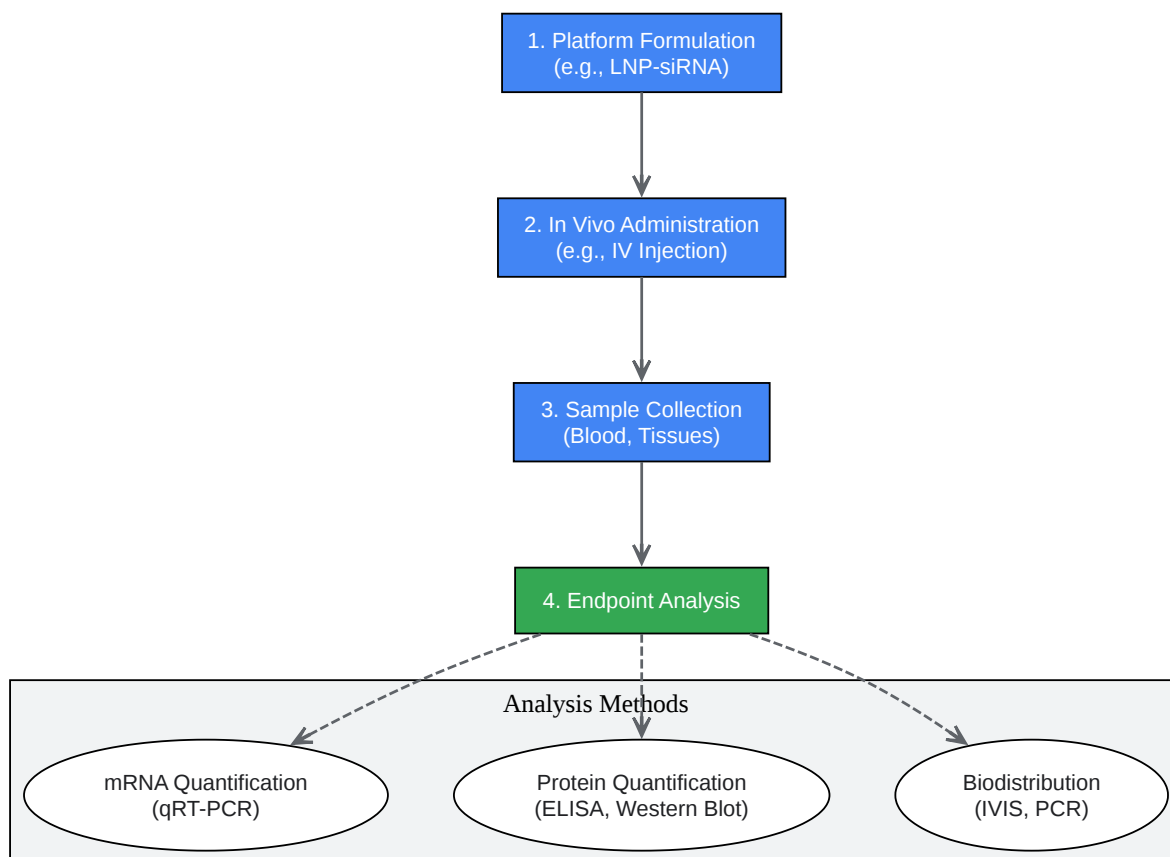 1. Platform Formulation
(e.g., LNP-siRNA)
2. In Vivo Administration
(e.g., IV Injection)
3. Sample Collection
(Blood, Tissues)
4. Endpoint Analysis
Analysis Methods
mRNA Quantification
(qRT-PCR)
Protein Quantification
(ELISA, Western Blot)
Biodistribution
(IVIS, PCR)